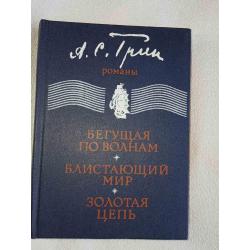 А.С. Грин
романы
БЕГУЩАЯ
ПО ВОЛНАМ
БЛИСТАЮЩИЙ
МИР
ЗОЛОТАЯ
ЦЕПЬ